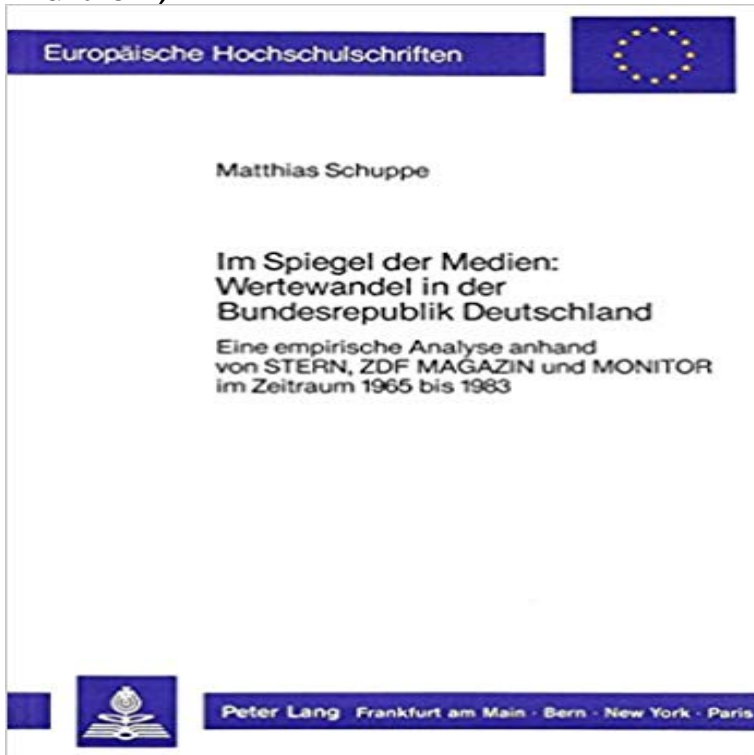 Europäische Hochschulschriften
Matthias Schuppe
Im Spiegel der Medien:
Wertewandel in der
Bundesrepublik Deutschland
Eine empirische Analyse anhand
von STERN, ZDF MAGAZIN und MONITOR
im Zeitraum 1965 bis 1983
Peter Lang Frankfurt am Main · Bern · New York · Paris